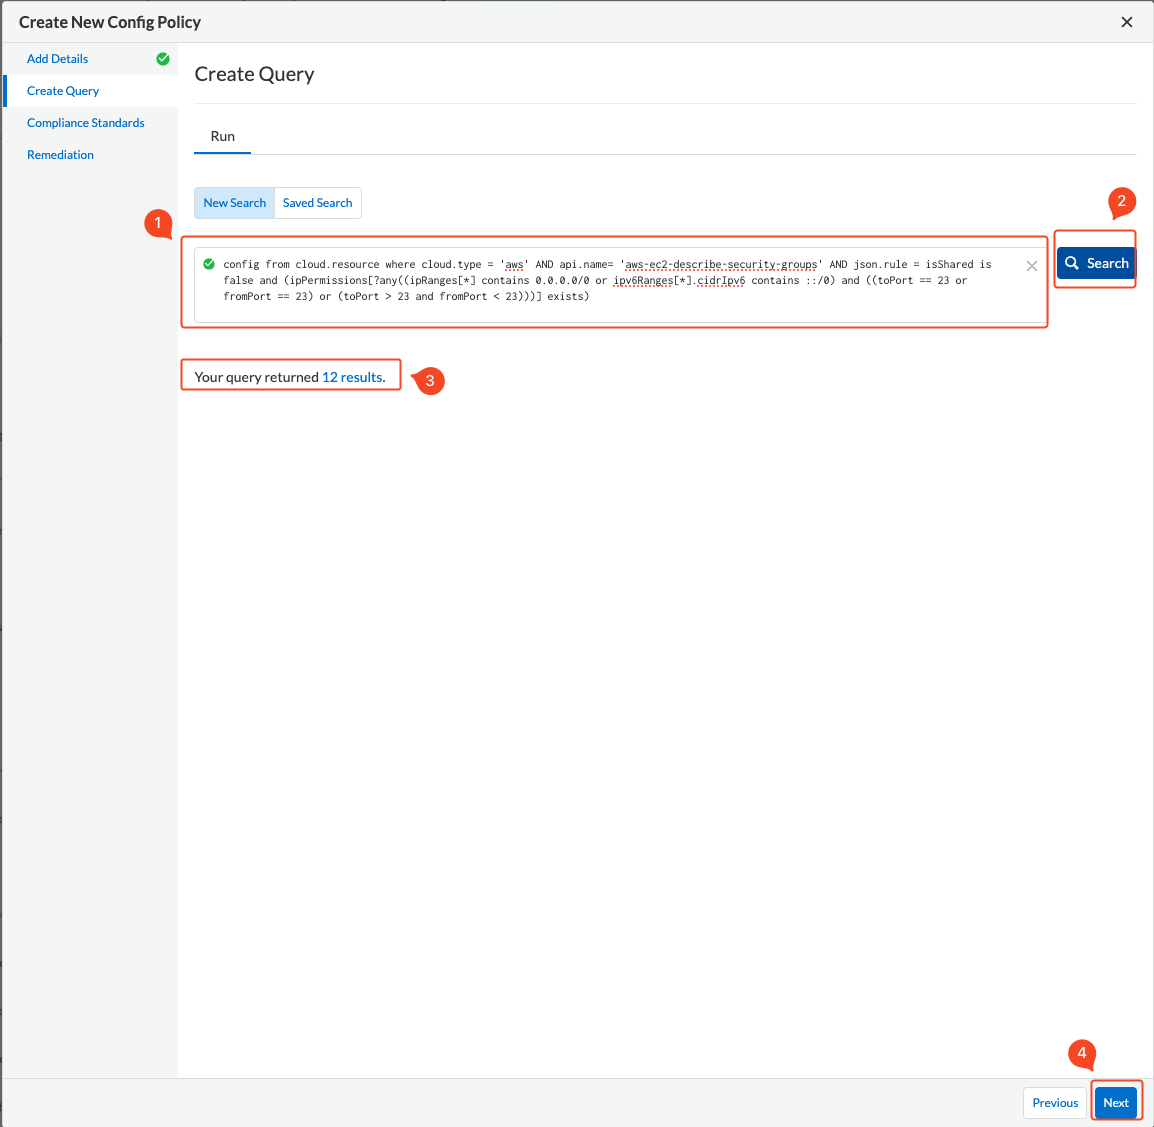 Create New Config Policy
Add Details
Create Query
Compliance Standards
Remediation
Create Query
Run
New Search
Saved Search
1
2
config from cloud.resource where cloud.type = 'aws' AND api.name= 'aws-ec2-describe-security-groups' AND json.rule = isShared is
false and (ipPermissions[?any((ipRanges[*] contains 0.0.0.0/0 or ipv6Ranges[*].cidrIpv6 contains ::/0) and ((toPort == 23 or
fromPort == 23) or (toPort > 23 and fromPort < 23)))] exists)
Search
Your query returned 12 results.
3
4
Previous
Next